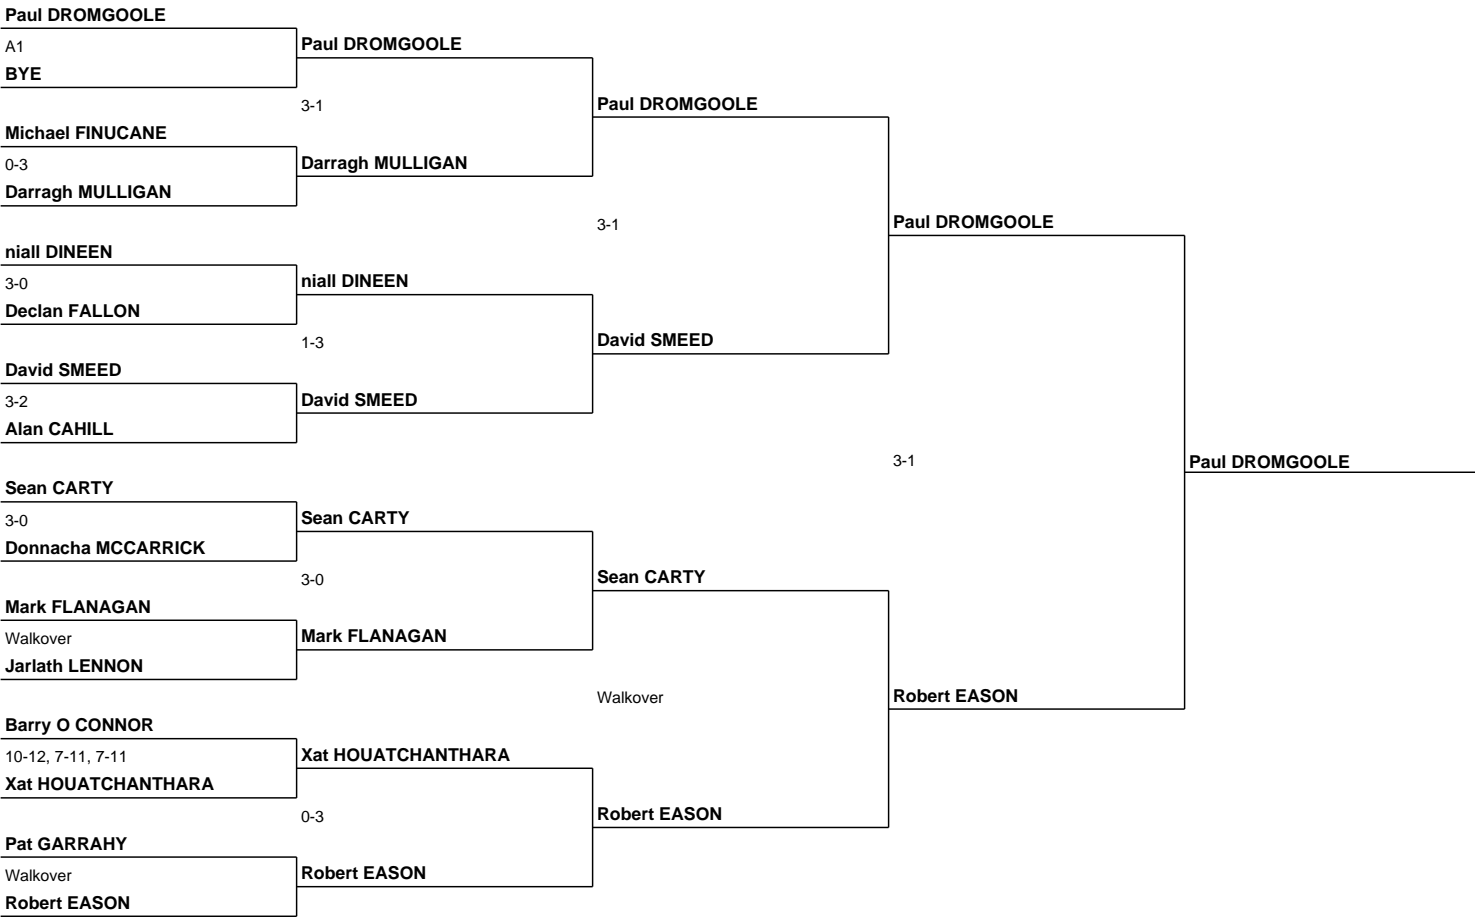 Paul DROMGOOLE
A1
BYE
Michael FINUCANE
0-3
Darragh MULLIGAN
niall DINEEN
3-0
Declan FALLON
David SMEED
3-2
Alan CAHILL
Sean CARTY
3-0
Donnacha MCCARRICK
Mark FLANAGAN
Walkover
Jarlath LENNON
Barry O CONNOR
10-12, 7-11, 7-11
Xat HOUATCHANTHARA
Pat GARRAHY
Walkover
Robert EASON
Paul DROMGOOLE
3-1
Darragh MULLIGAN
niall DINEEN
1-3
David SMEED
Sean CARTY
3-0
Mark FLANAGAN
Xat HOUATCHANTHARA
0-3
Robert EASON
Paul DROMGOOLE
3-1
David SMEED
Sean CARTY
Walkover
Robert EASON
Paul DROMGOOLE
3-1
Robert EASON
Paul DROMGOOLE